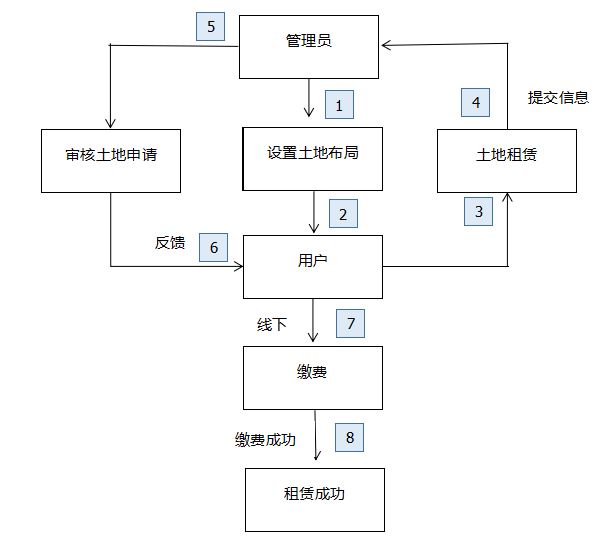 5
管理员
1
4
提交信息
审核土地申请
设置土地布局
土地租赁
2
3
反馈
6
用户
线下
7
缴费
缴费成功
8
租赁成功